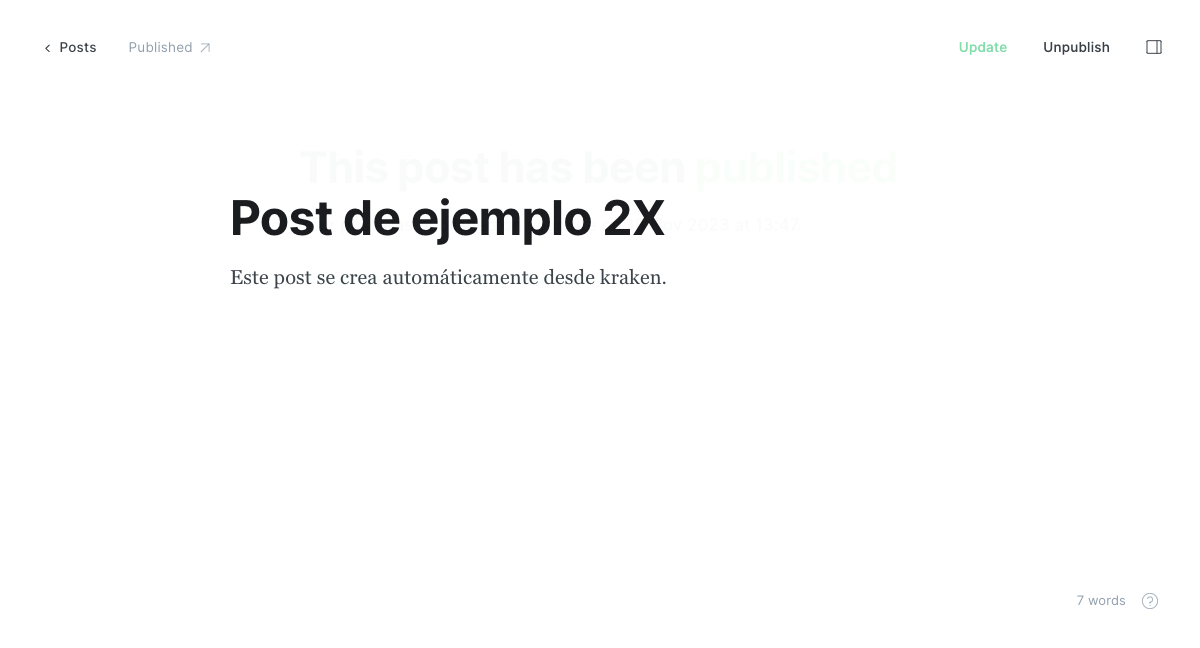 Posts Published Update Unpublish
This post has been published
Post de ejemplo 2X
2023 at 13:47
Este post se crea automáticamente desde kraken.
7 words